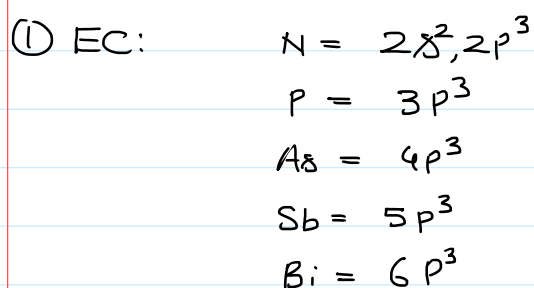 ① EC: N = 2s², 2p³
P = 3p³
As = 4p³
Sb = 5p³
Bi = 6p³